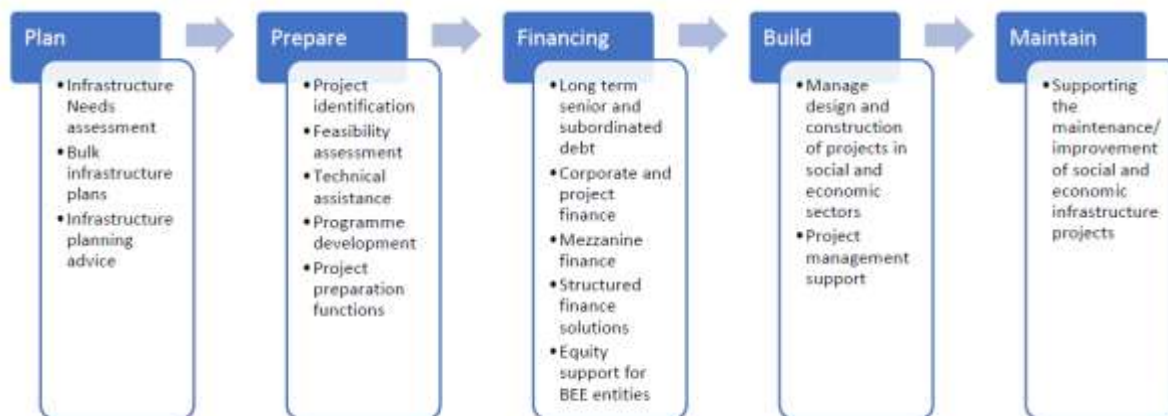 Plan
• Infrastructure
Needs
assessment
• Bulk
infrastructure
plans
• Infrastructure
planning
advice
Prepare
• Project
identification
• Feasibility
assessment
• Technical
assistance
• Programme
development
• Project
preparation
functions
Financing
• Long term
senior and
subordinated
debt
• Corporate and
project
finance
• Mezzanine
finance
• Structured
finance
solutions
• Equity
support for
BEE entities
Build
• Manage
design and
construction
of projects in
social and
economic
sectors
• Project
management
support
Maintain
• Supporting
the
maintenance/
improvement
of social and
economic
infrastructure
projects